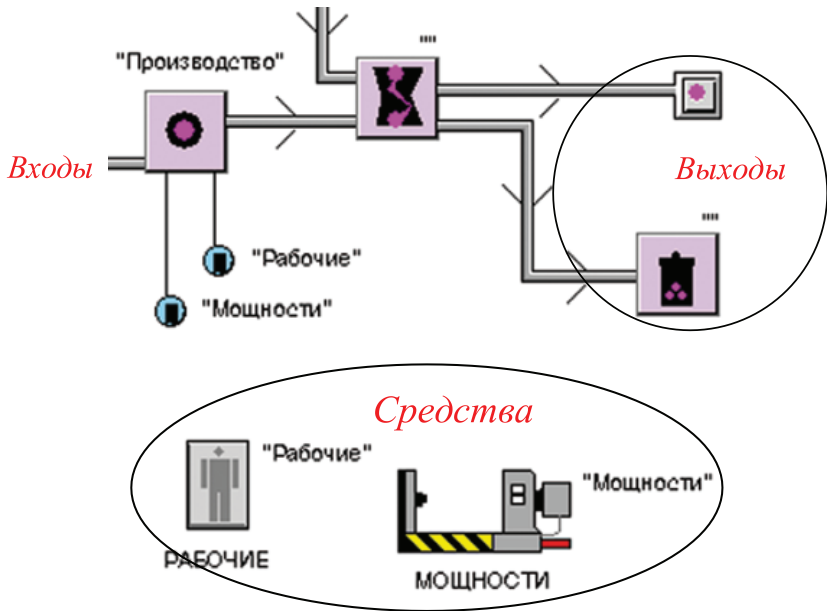 ""
"Производство"
Входы
Выходы
""
"Рабочие"
"Мощности"
Средства
"Рабочие"
"Мощности"
РАБОЧИЕ
МОЩНОСТИ